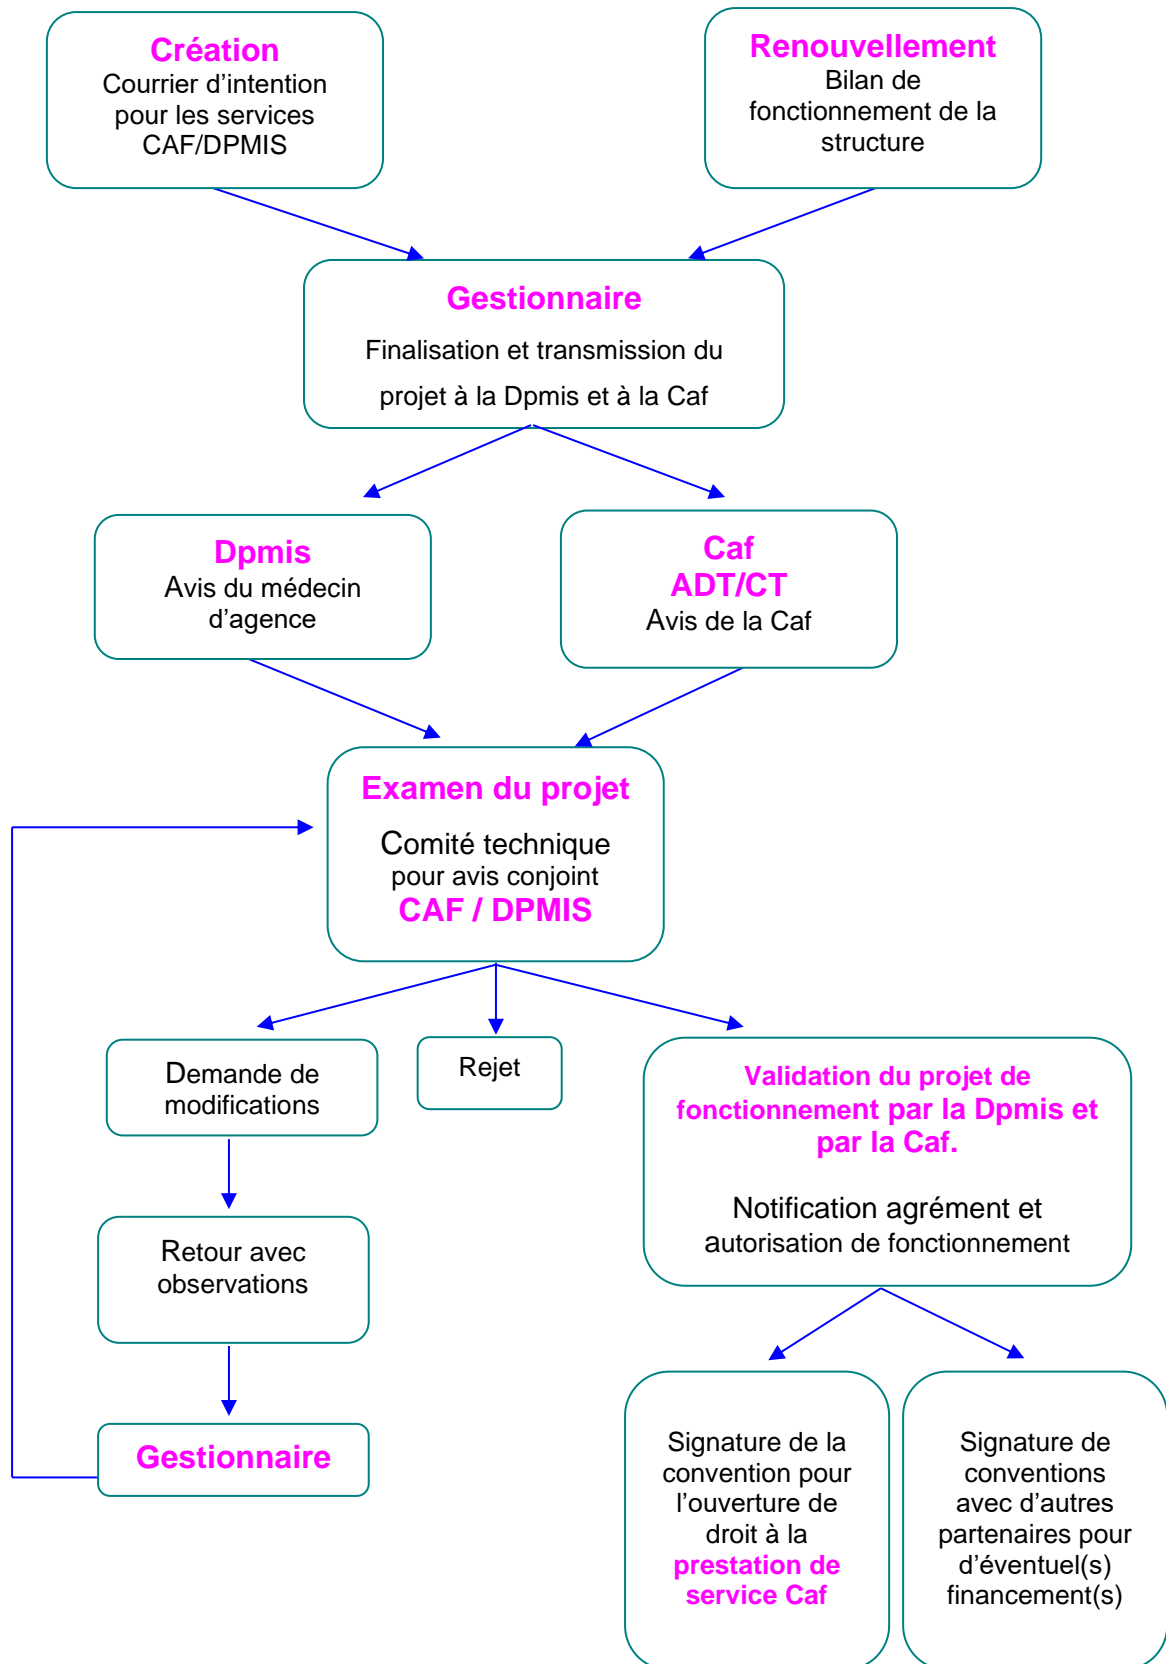 Création
Courrier d’intention
pour les services
CAF/DPMIS
Renouvellement
Bilan de
fonctionnement de la
structure
Gestionnaire
Finalisation et transmission du
projet à la Dpmis et à la Caf
Dpmis
Avis du médecin
d’agence
Caf
ADT/CT
Avis de la Caf
Examen du projet
Comité technique
pour avis conjoint
CAF / DPMIS
Demande de
modifications
Rejet
Validation du projet de
fonctionnement par la Dpmis et
par la Caf.
Notification agrément et
autorisation de fonctionnement
Retour avec
observations
Gestionnaire
Signature de la
convention pour
l’ouverture de
droit à la
prestation de
service Caf
Signature de
conventions
avec d’autres
partenaires pour
d’éventuel(s)
financement(s)